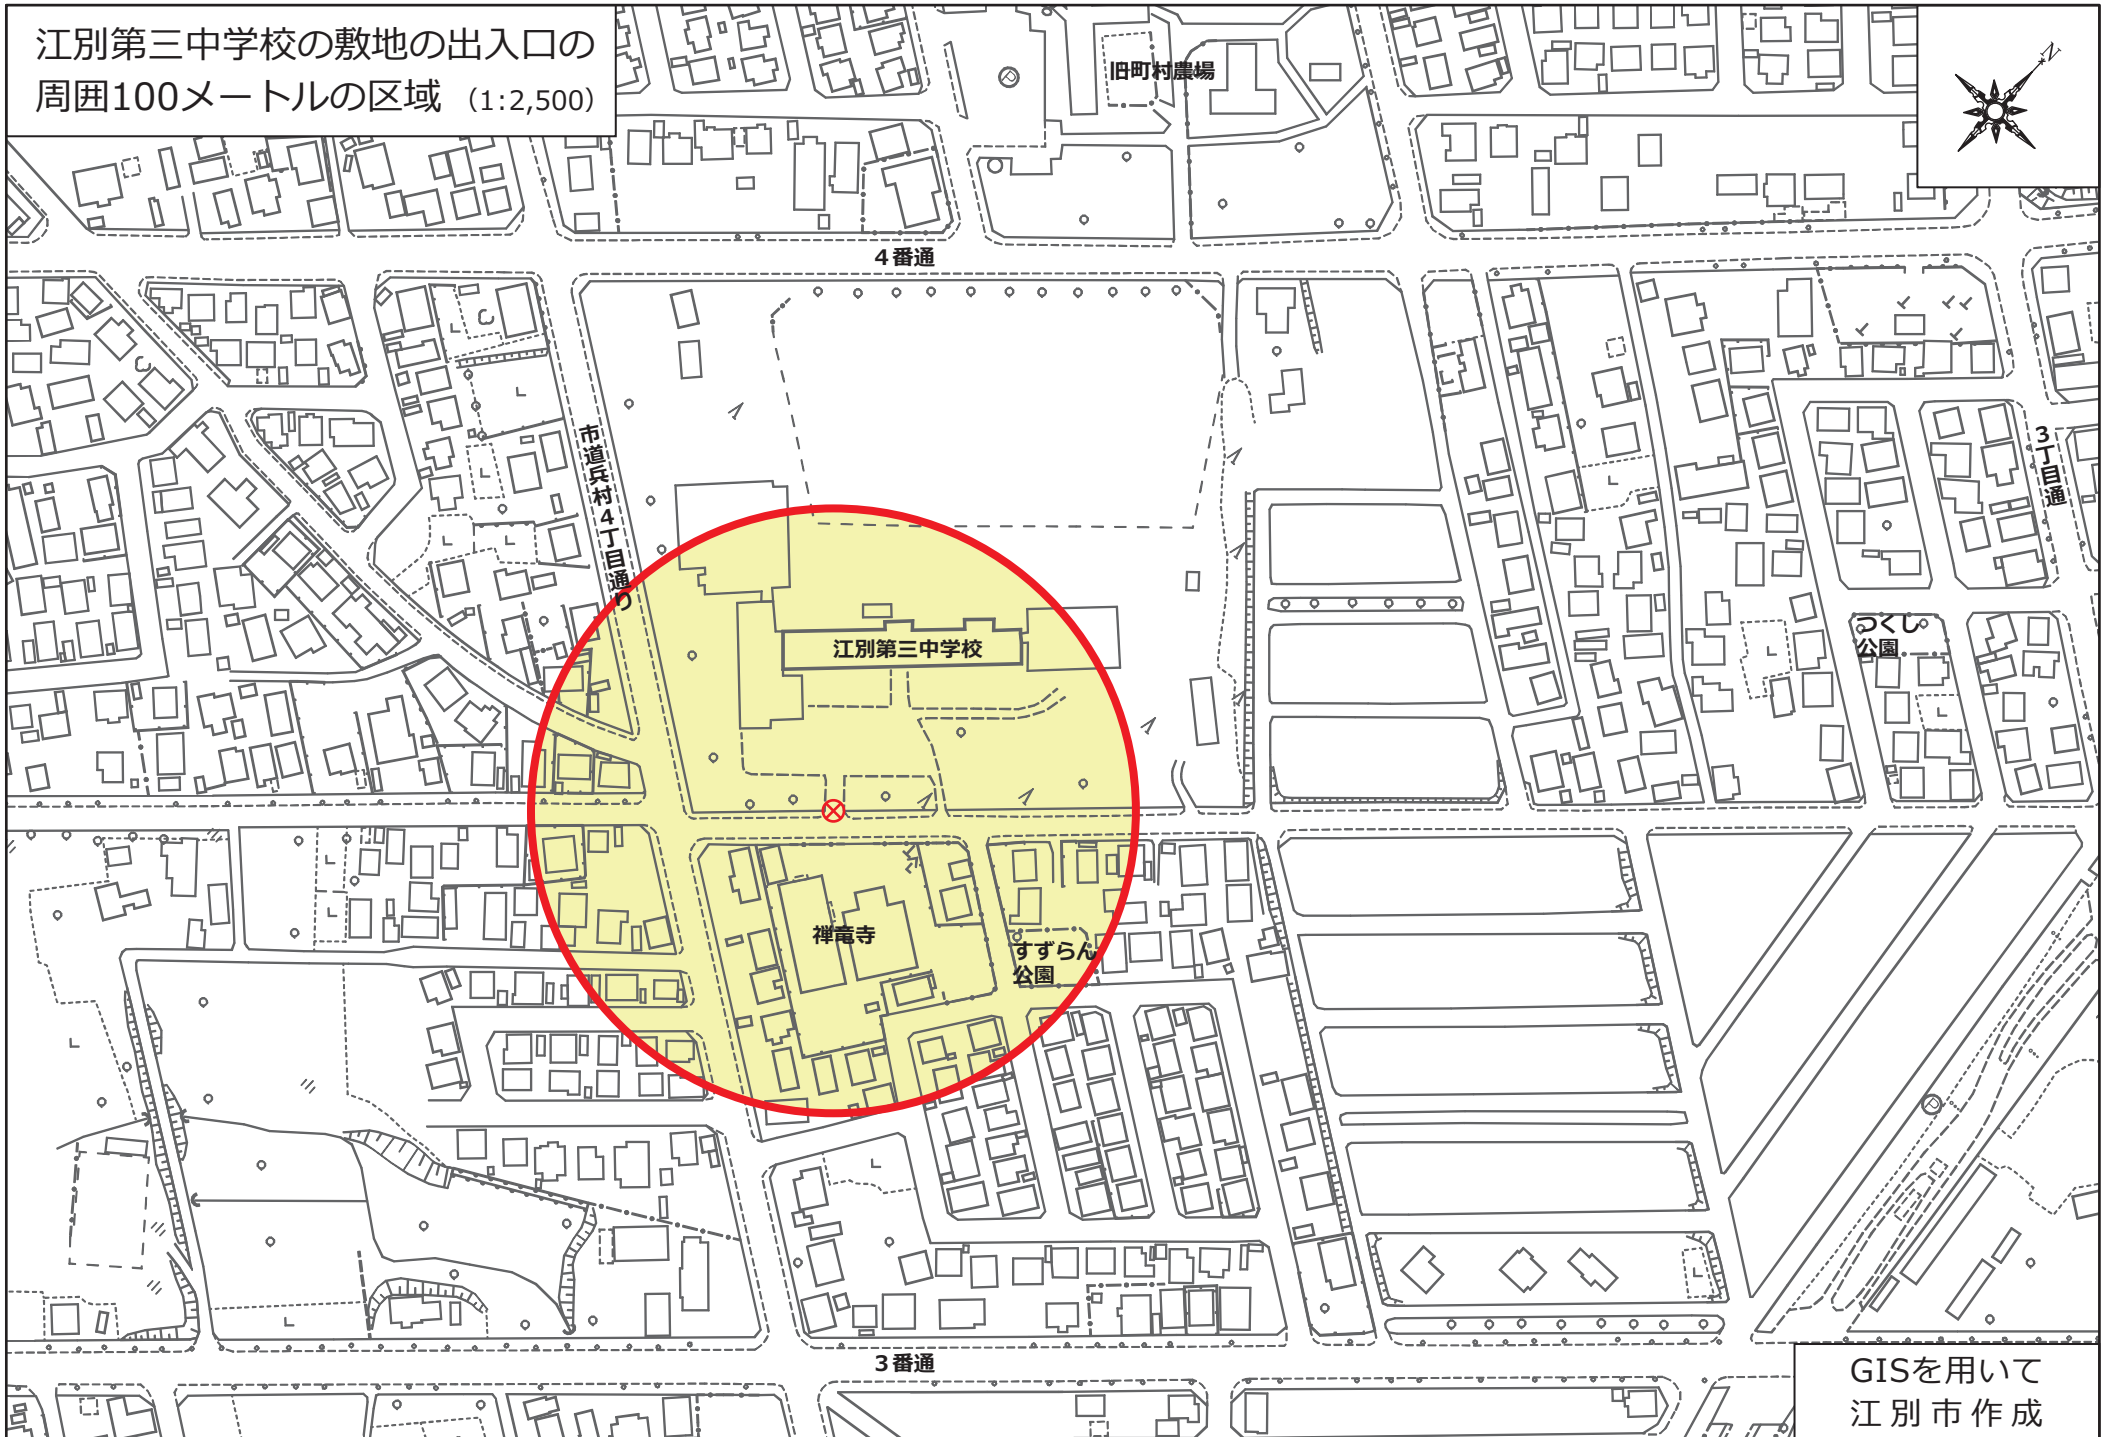 江別第三中学校の敷地の出入口の
周囲100メートルの区域 (1:2,500)
N
旧町村農場
4番通
市道兵村4丁目通り
3丁目通
江別第三中学校
つくし
公園
禅竜寺
すずらん
公園
3番通
GISを用いて
江別市作成